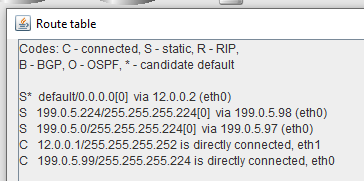 Route table
Codes: C - connected, S - static, R - RIP,
B - BGP, O - OSPF, * - candidate default
S* default/0.0.0.0[0] via 12.0.0.2 (eth0)
S 199.0.5.224/255.255.255.224[0] via 199.0.5.98 (eth0)
S 199.0.5.0/255.255.255.224[0] via 199.0.5.97 (eth0)
C 12.0.0.1/255.255.255.252 is directly connected, eth1
C 199.0.5.99/255.255.255.224 is directly connected, eth0